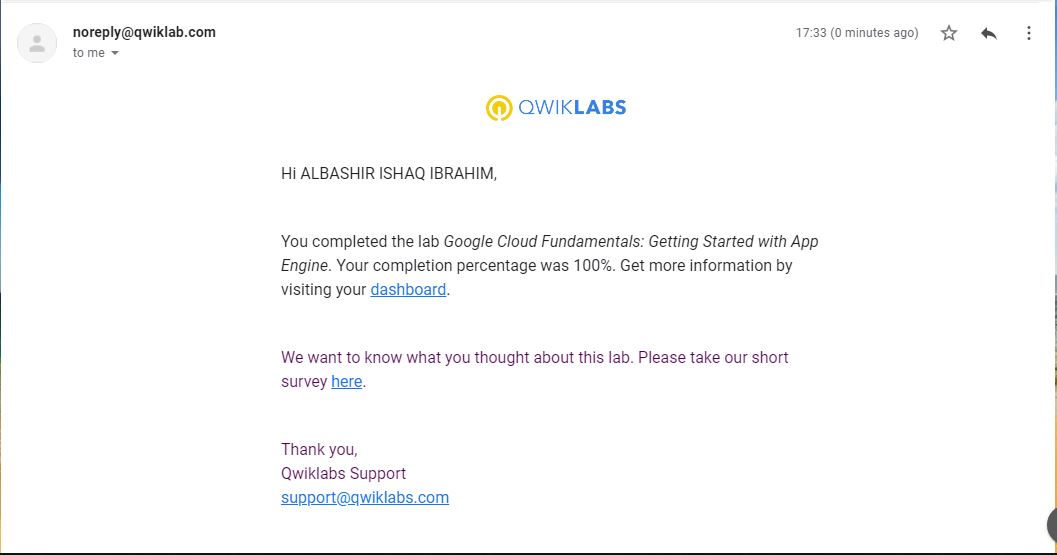 noreply@qwiklab.com
17:33 (0 minutes ago)
to me
QWIKLABS
Hi ALBASHIR ISHAQ IBRAHIM,
You completed the lab Google Cloud Fundamentals: Getting Started with App
Engine. Your completion percentage was 100%. Get more information by
visiting your dashboard.
We want to know what you thought about this lab. Please take our short
survey here.
Thank you,
Qwiklabs Support
support@qwiklabs.com